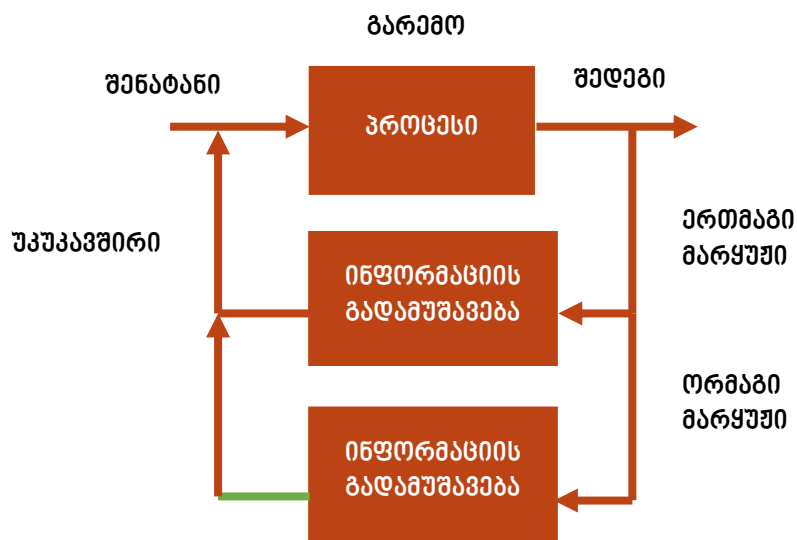 გარემო
შენატანი
შედეგი
პროცესი
უკუკავშირი
ერთმაგი
მარყუჟი
ინფორმაციის
გადამუშავება
ორმაგი
მარყუჟი
ინფორმაციის
გადამუშავება